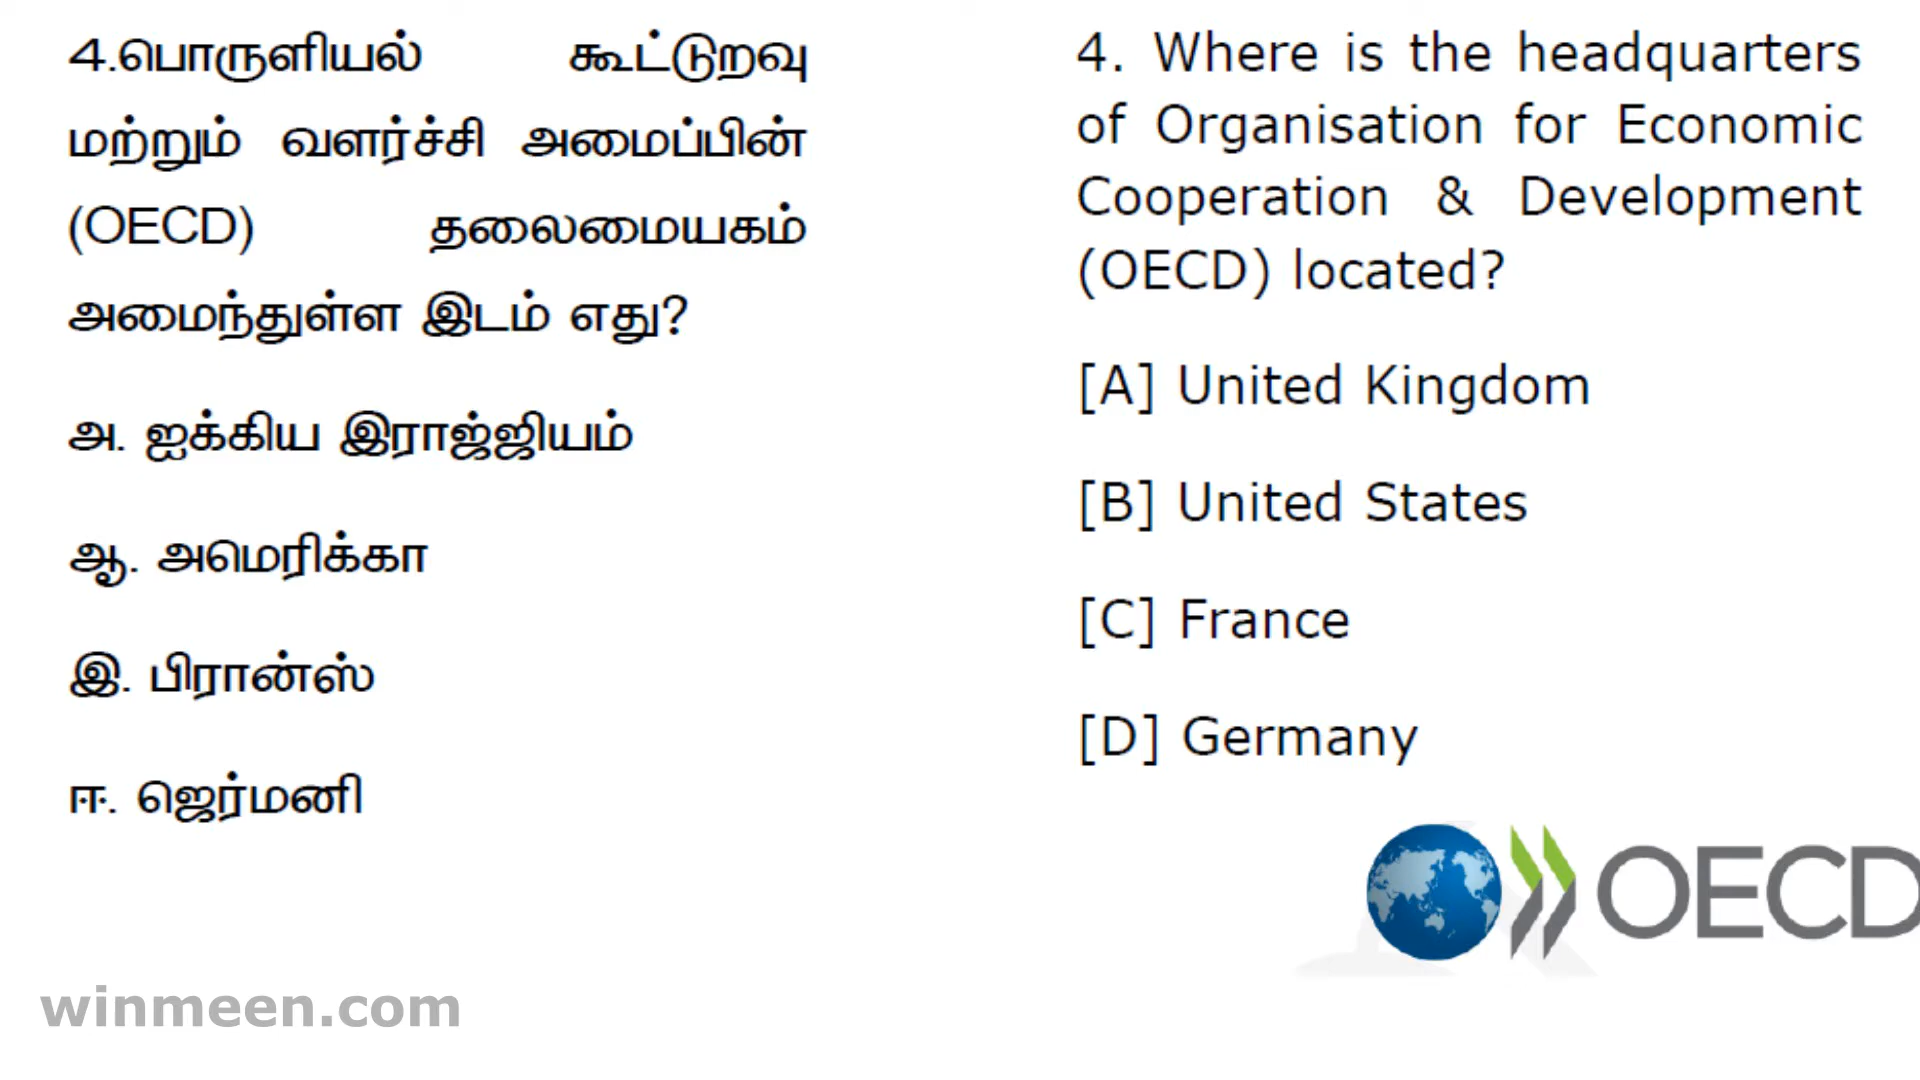 4.பொருளியல் கூட்டுறவு
மற்றும் வளர்ச்சி அமைப்பின்
(OECD) தலைமையகம்
அமைந்துள்ள இடம் எது?
அ. ஐக்கிய இராஜ்ஜியம்
ஆ. அமெரிக்கா
இ. பிரான்ஸ்
ஈ. ஜெர்மனி
4. Where is the headquarters
of Organisation for Economic
Cooperation & Development
(OECD) located?
[A] United Kingdom
[B] United States
[C] France
[D] Germany
OECD
winmeen.com